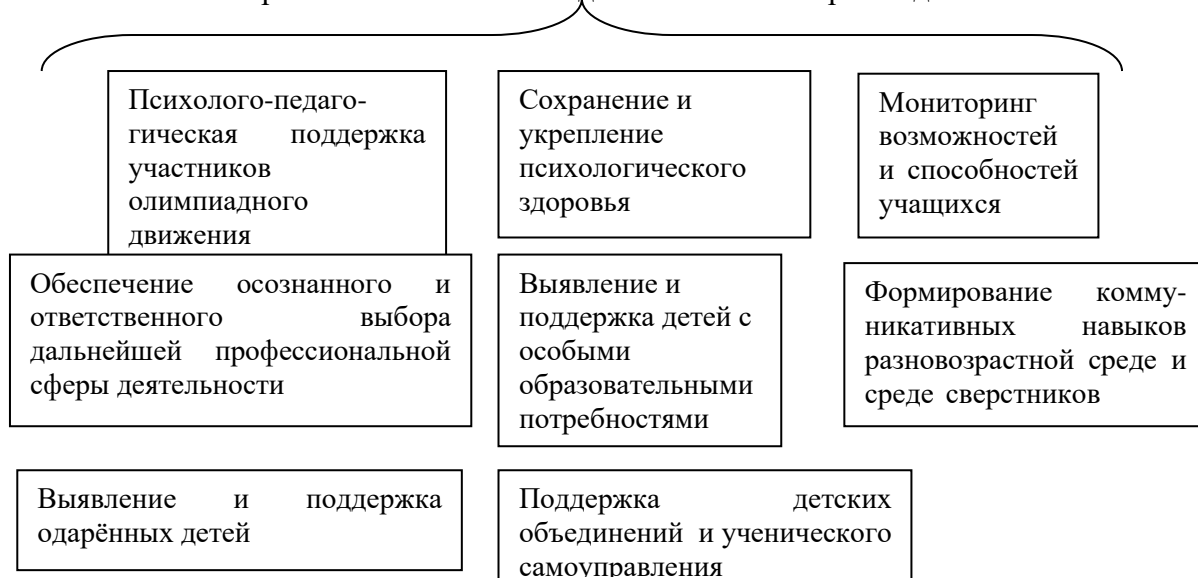 Психолого-педаго-
гическая поддержка
участников
олимпиадного
движения
Сохранение и
укрепление
психологического
здоровья
Мониторинг
возможностей
и способностей
учащихся
Обеспечение осознанного и
ответственного выбора
дальнейшей профессиональной
сферы деятельности
Выявление и
поддержка детей с
особыми
образовательными
потребностями
Формирование комму-
никативных навыков
разновозрастной среде и
среде сверстников
Выявление и поддержка
одарённых детей
Поддержка детских
объединений и ученического
самоуправления